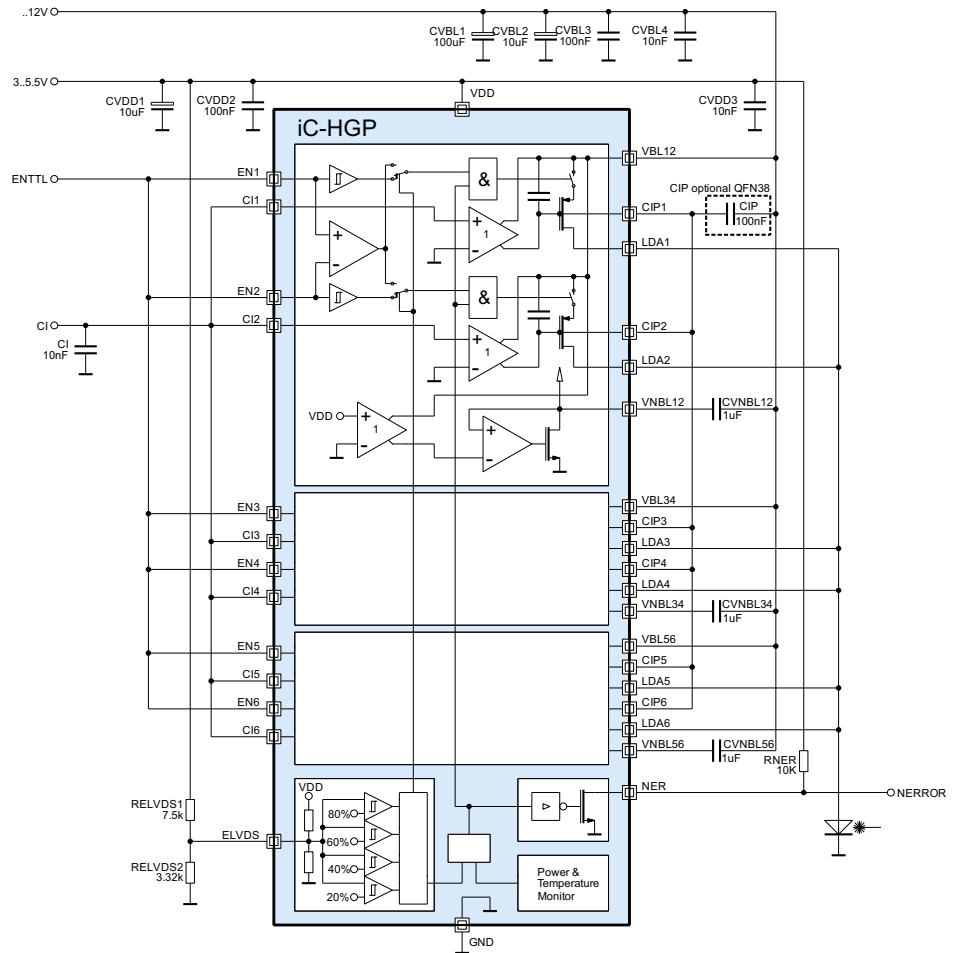 ..12V
CVBL1
100uF
CVBL2
10uF
CVBL3
100nF
CVBL4
10nF
3..5.5V
CVDD1
10uF
CVDD2
100nF
VDD
CVDD3
10nF
iC-HGP
ENTTL
EN1
CI1
&
+
-
1
+
-
VBL12
CIP optional QFN38
CIP
100nF
CIP1
LDA1
EN2
CI2
&
+
-
1
CIP2
LDA2
CI
CI
10nF
VDD
+
-
1
+
-
VNBL12
CVNBL12
1uF
EN3
CI3
EN4
CI4
VBL34
CIP3
LDA3
CIP4
LDA4
VNBL34
CVNBL34
1uF
EN5
CI5
EN6
CI6
VBL56
CIP5
LDA5
CIP6
LDA6
VNBL56
CVNBL56
1uF
RNER
10K
NER
NERROR
RELVDS1
7.5k
ELVDS
RELVDS2
3.32k
VDD
80%
60%
40%
20%
Power &
Temperature
Monitor
GND